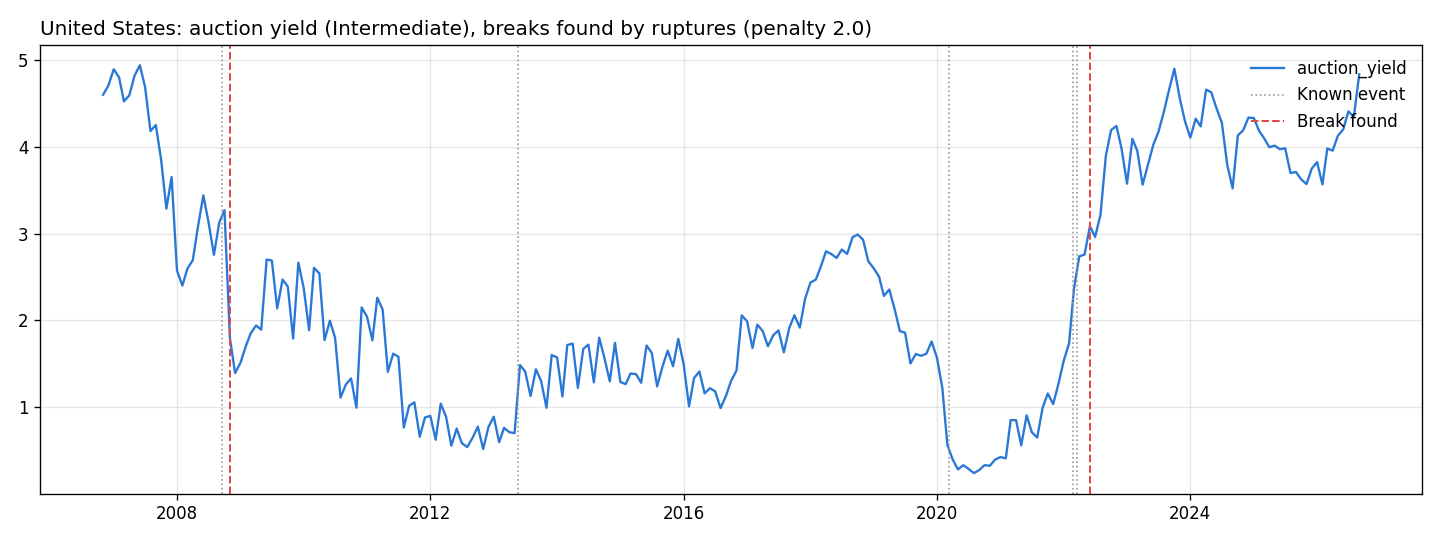 United States: auction yield (Intermediate), breaks found by ruptures (penalty 2.0)
5
4
3
2
1
auction_yield
Known event
Break found
2008
2012
2016
2020
2024